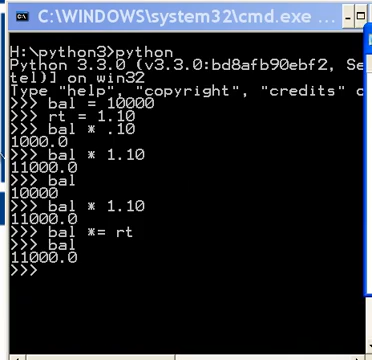 C:\WINDOWS\system32\cmd.exe
H:\python3>python
Python 3.3.0 (v3.3.0:bd8afb90ebf2, Se
tel)] on win32
Type "help", "copyright", "credits" o
>>> bal = 10000
>>> rt = 1.10
>>> bal * .10
1000.0
>>> bal * 1.10
11000.0
>>> bal
10000
>>> bal * 1.10
11000.0
>>> bal *= rt
>>> bal
11000.0
>>>